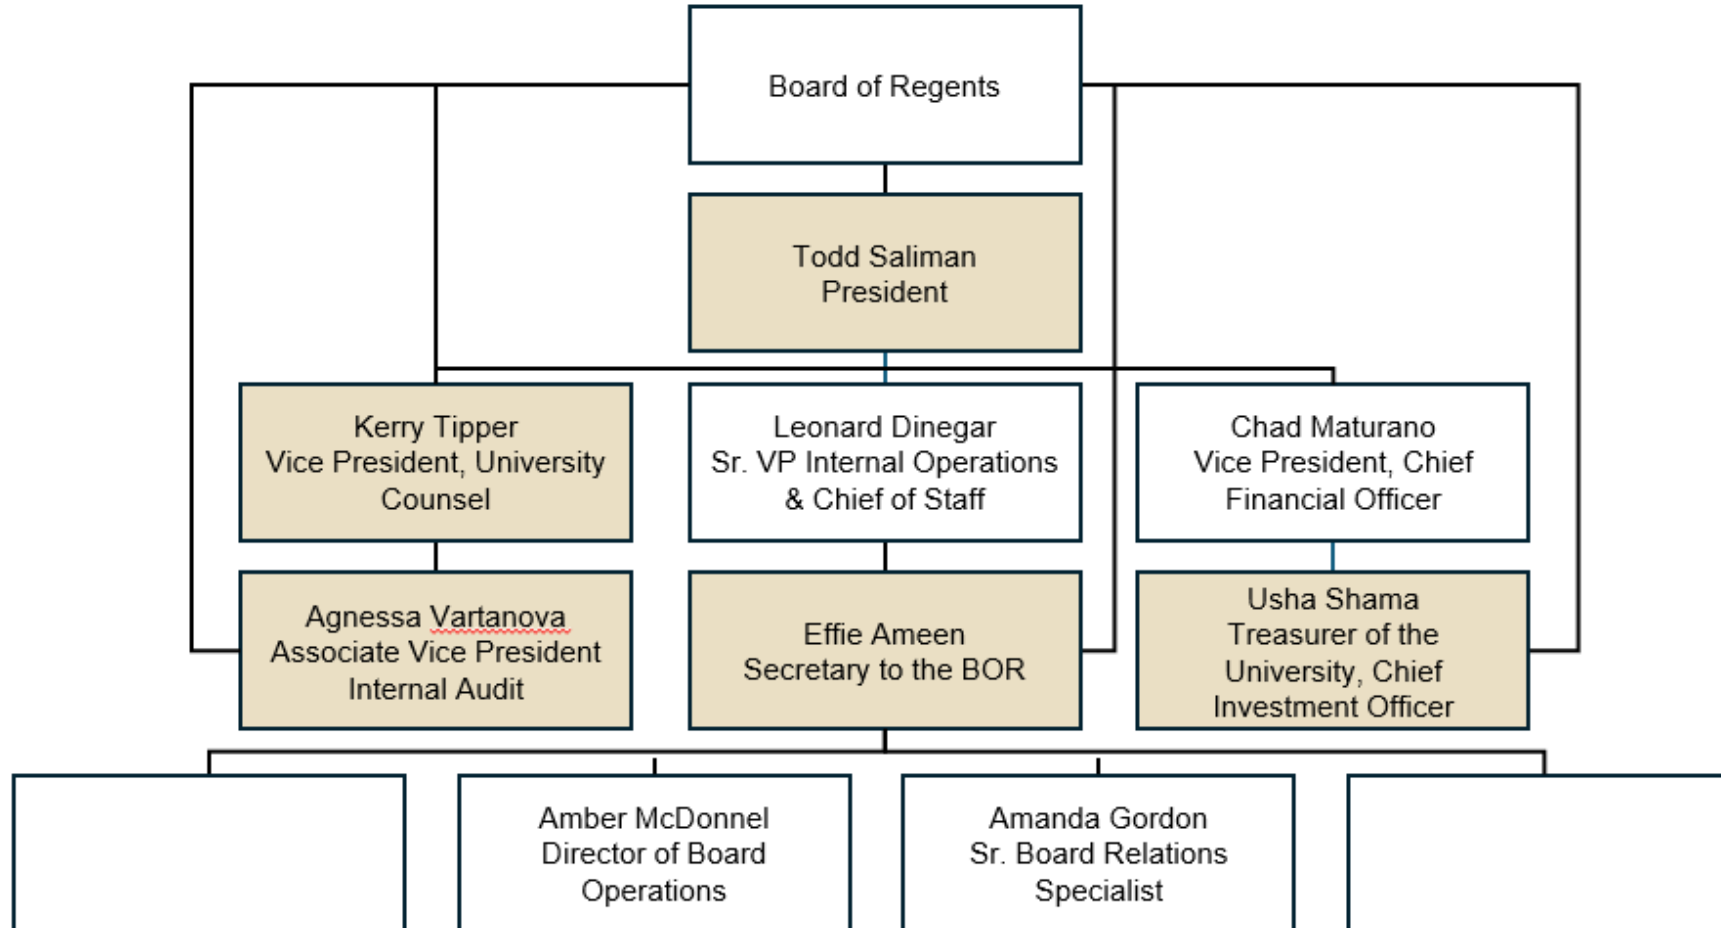 Board of Regents
Todd Saliman
President
Kerry Tipper
Vice President, University
Counsel
Leonard Dinegar
Sr. VP Internal Operations
& Chief of Staff
Chad Maturano
Vice President, Chief
Financial Officer
Agnessa Vartanova
Associate Vice President
Internal Audit
Effie Ameen
Secretary to the BOR
Usha Shama
Treasurer of the
University, Chief
Investment Officer
Amber McDonnel
Director of Board
Operations
Amanda Gordon
Sr. Board Relations
Specialist